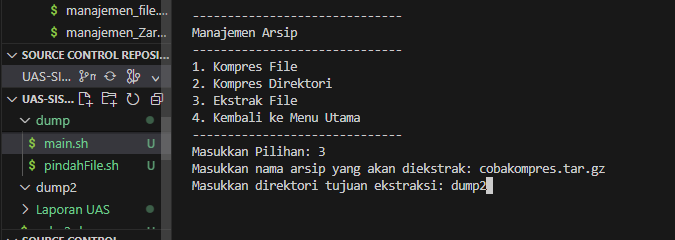 $ manajemen_file....
$ manajemen_Zar...
SOURCE CONTROL REPOSI...
UAS-SI...
UAS-SIS...
dump
$ main.sh U
$ pindahFile.sh U
dump2
Laporan UAS
SOURCE CONTROL
------------------------------
Manajemen Arsip
------------------------------
1. Kompres File
2. Kompres Direktori
3. Ekstrak File
4. Kembali ke Menu Utama
------------------------------
Masukkan Pilihan: 3
Masukkan nama arsip yang akan diekstrak: cobakompres.tar.gz
Masukkan direktori tujuan ekstraksi: dump2